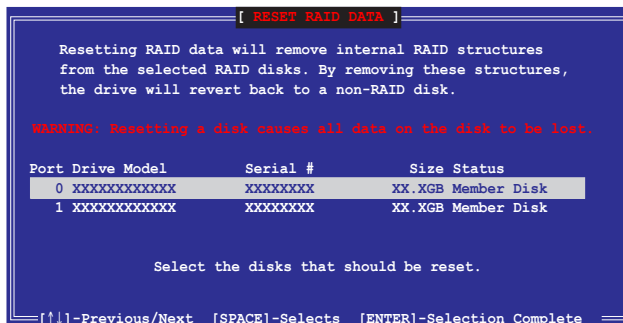 [ RESET RAID DATA ]
Resetting RAID data will remove internal RAID structures
from the selected RAID disks. By removing these structures,
the drive will revert back to a non-RAID disk.
WARNING: Resetting a disk causes all data on the disk to be lost.
Port Drive Model Serial # Size Status
0 XXXXXXXXXXXX XXXXXXXX XX.XGB Member Disk
1 XXXXXXXXXXXX XXXXXXXX XX.XGB Member Disk
Select the disks that should be reset.
[↑↓]-Previous/Next [SPACE]-Selects [ENTER]-Selection Complete